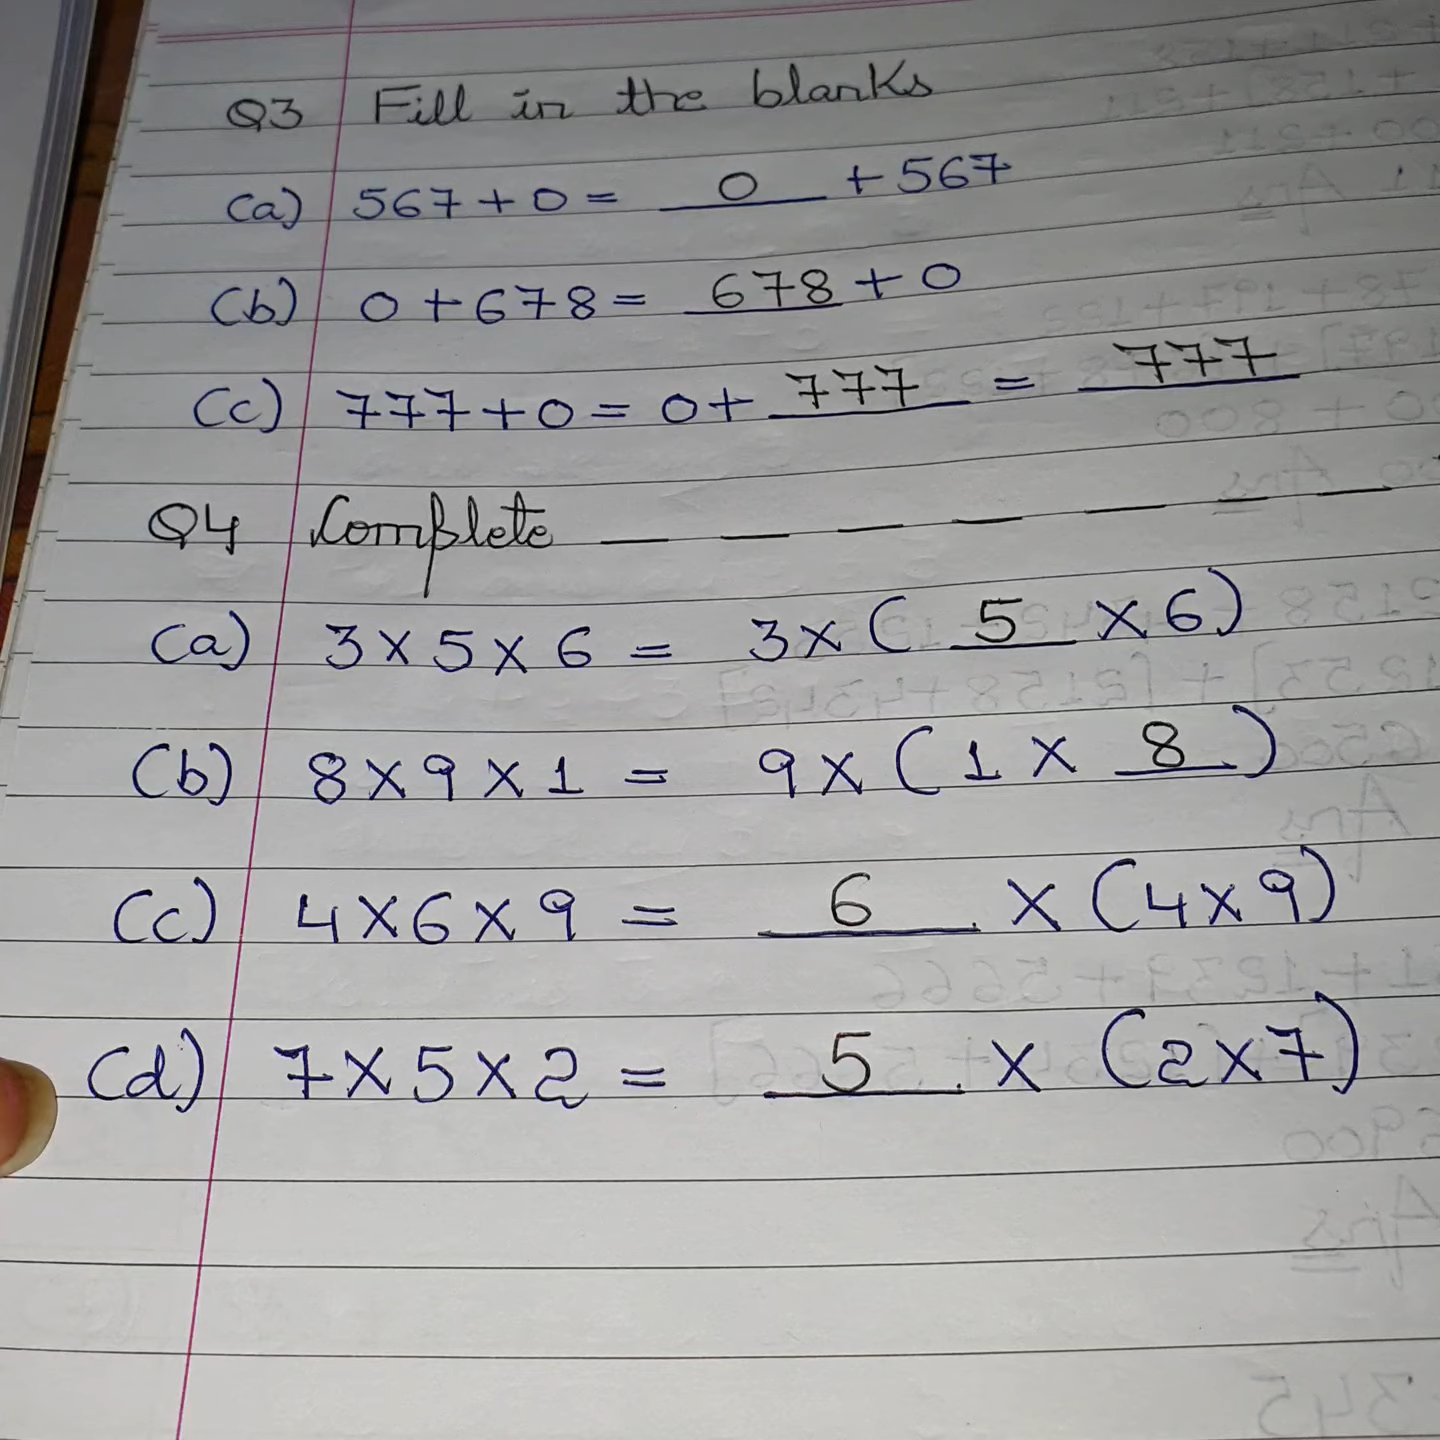 Q3 Fill in the blanks
(a) 567 + 0 = 0 + 567
(b) 0 + 678 = 678 + 0
(c) 777 + 0 = 0 + 777 = 777
Q4 Complete — — — — — — —
(a) 3 × 5 × 6 = 3 × ( 5 × 6 )
(b) 8 × 9 × 1 = 9 × ( 1 × 8 )
(c) 4 × 6 × 9 = 6 × ( 4 × 9 )
(d) 7 × 5 × 2 = 5 × ( 2 × 7 )